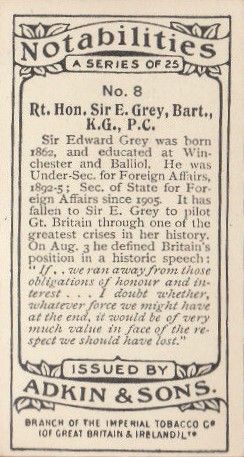 Notabilities
A SERIES OF 25
No. 8
Rt. Hon. Sir E. Grey, Bart.,
K.G., P.C.
Sir Edward Grey was born
1862, and educated at Win-
chester and Balliol. He was
Under-Sec. for Foreign Affairs,
1892-5; Sec. of State for For-
eign Affairs since 1905. It has
fallen to Sir E. Grey to pilot
Gt. Britain through one of the
greatest crises in her history.
On Aug. 3 he defined Britain's
position in a historic speech:
"If . . we ran away from those
obligations of honour and in-
terest . . . I doubt whether,
whatever force we might have
at the end, it would be of very
much value in face of the re-
spect we should have lost."
ISSUED BY
ADKIN & SONS.
BRANCH OF THE IMPERIAL TOBACCO Co
(OF GREAT BRITAIN & IRELAND) LTD